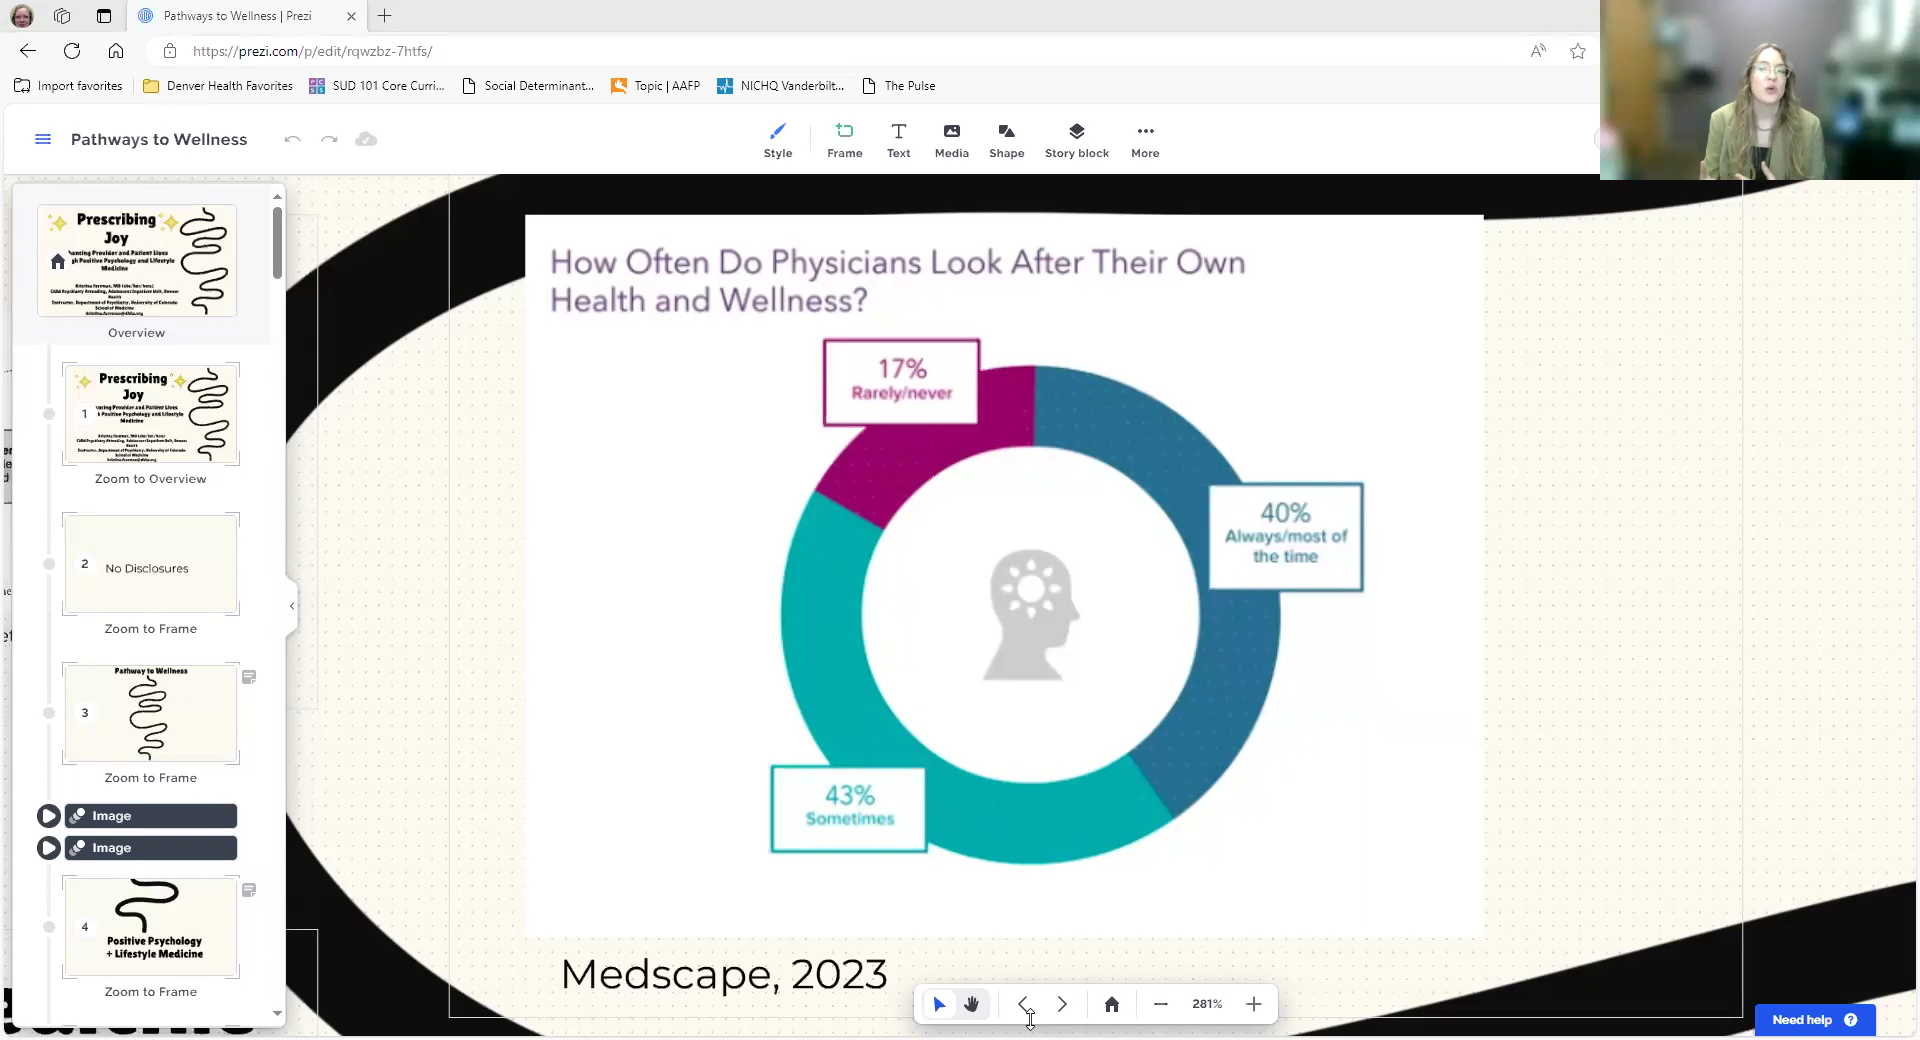 Pathways to Wellness | Prezi
https://prezi.com/p/edit/rqwzbz-7htfs/
Import favorites
Denver Health Favorites
SUD 101 Core Curri...
Social Determinant...
Topic | AAFP
NICHQ Vanderbilt...
The Pulse
Pathways to Wellness
Style
Frame
Text
Media
Shape
Story block
More
Prescribing
Joy
Overview
1
Prescribing
Joy
Zoom to Overview
2
No Disclosures
Zoom to Frame
Pathway to Wellness
3
Zoom to Frame
Image
Image
4
Positive Psychology
+ Lifestyle Medicine
Zoom to Frame
How Often Do Physicians Look After Their Own
Health and Wellness?
17%
Rarely/never
40%
Always/most of
the time
43%
Sometimes
Medscape, 2023
281%
Need help ?